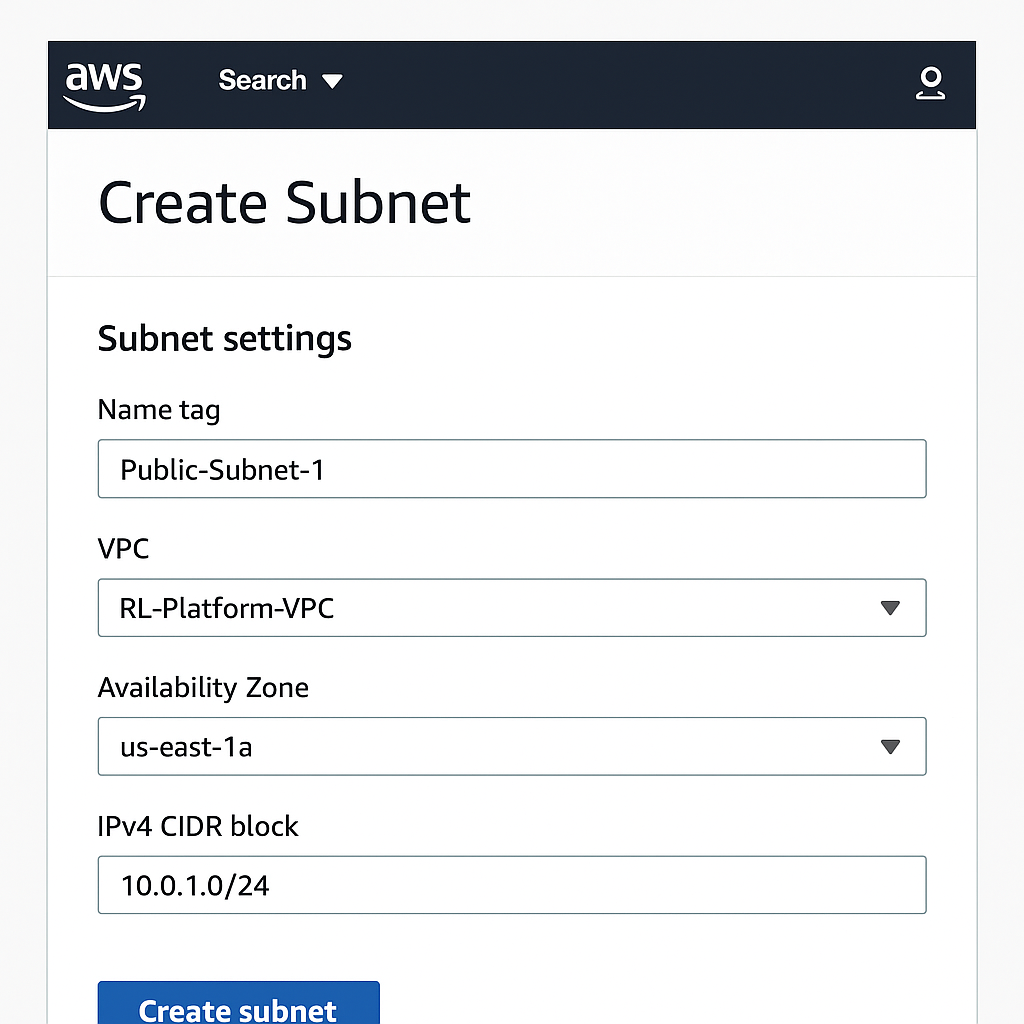 aws
Search
Create Subnet
Subnet settings
Name tag
Public-Subnet-1
VPC
RL-Platform-VPC
Availability Zone
us-east-1a
IPv4 CIDR block
10.0.1.0/24
Create subnet